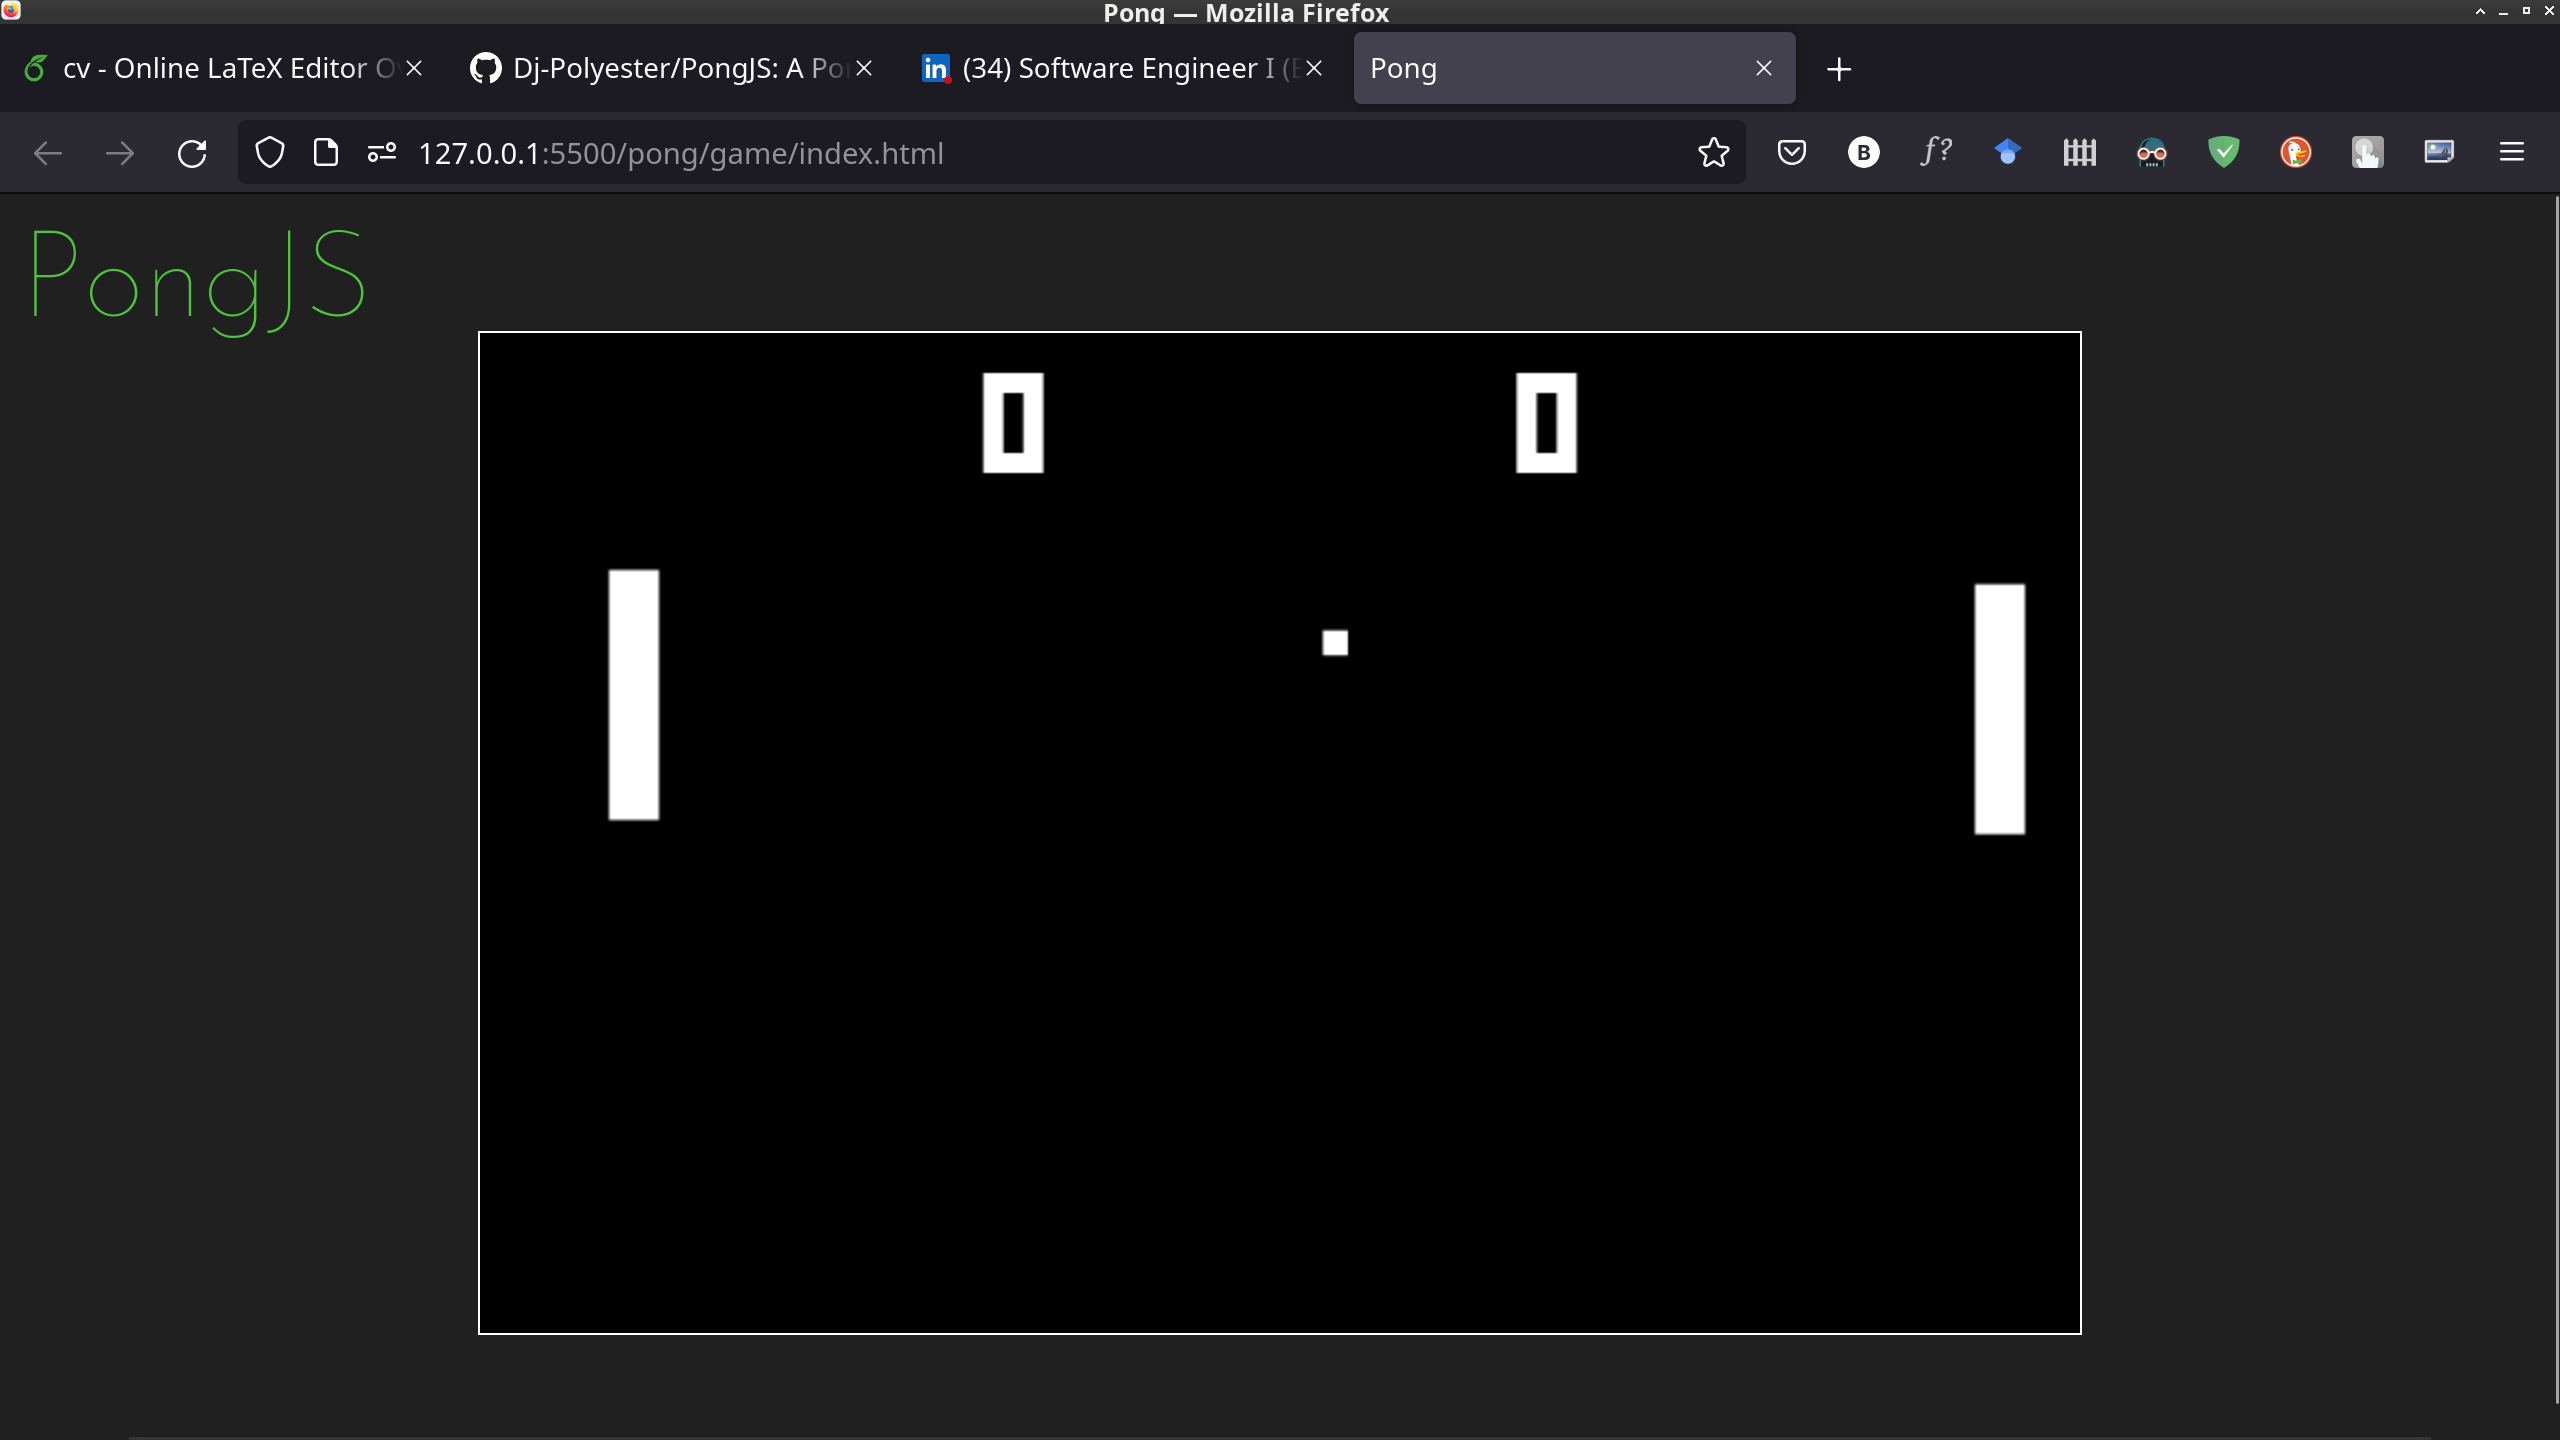 Pong — Mozilla Firefox
cv - Online LaTeX Editor
Dj-Polyester/PongJS: A
(34) Software Engineer I
Pong
127.0.0.1:5500/pong/game/index.html
B
f?
PongJS
0 0